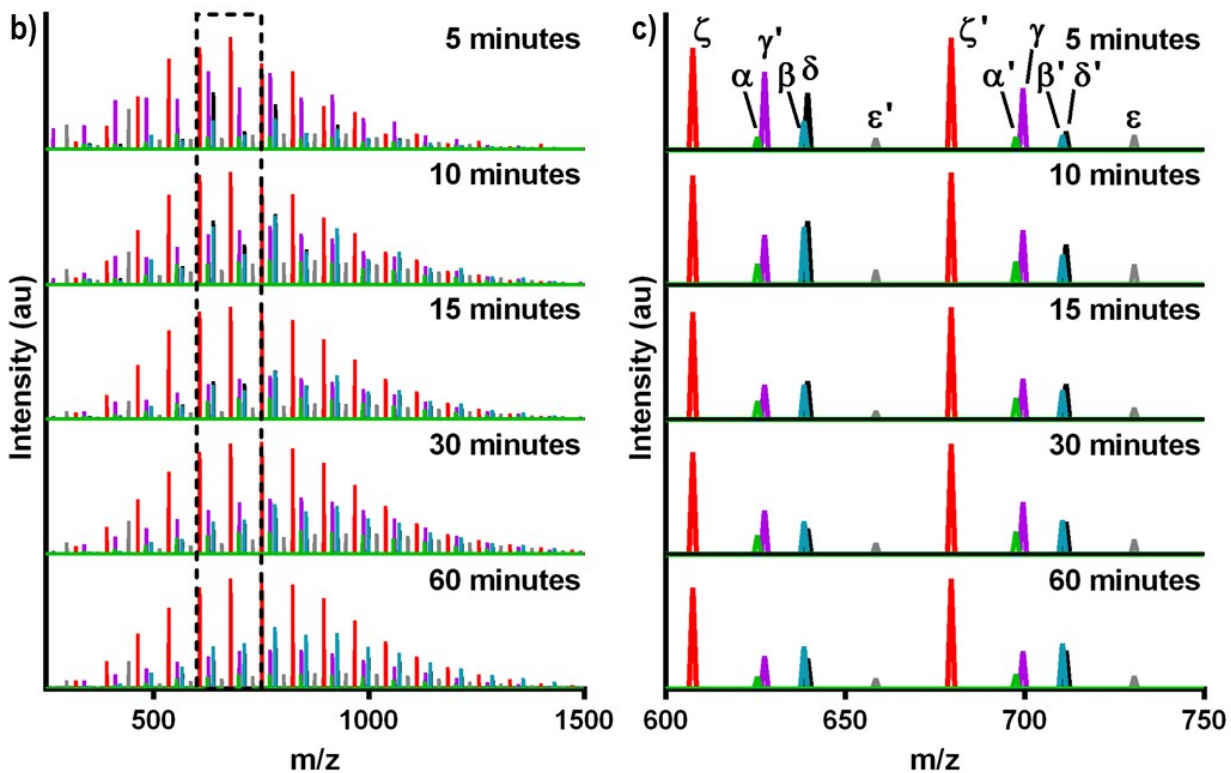 b)
5 minutes
10 minutes
15 minutes
30 minutes
60 minutes
Intensity (au)
500
1000
1500
m/z
c)
ζ
γ'
α
β
δ
ε'
ζ'
γ
5 minutes
α'
β'
δ'
ε
10 minutes
15 minutes
30 minutes
60 minutes
Intensity (au)
600
650
700
750
m/z